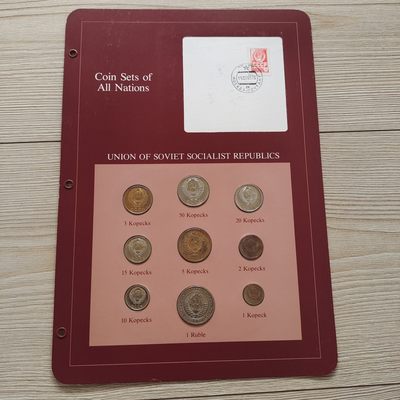 Coin Sets of
All Nations
UNION OF SOVIET SOCIALIST REPUBLICS
3 Kopecks
50 Kopecks
20 Kopecks
15 Kopecks
5 Kopecks
2 Kopecks
10 Kopecks
1 Ruble
1 Kopeck